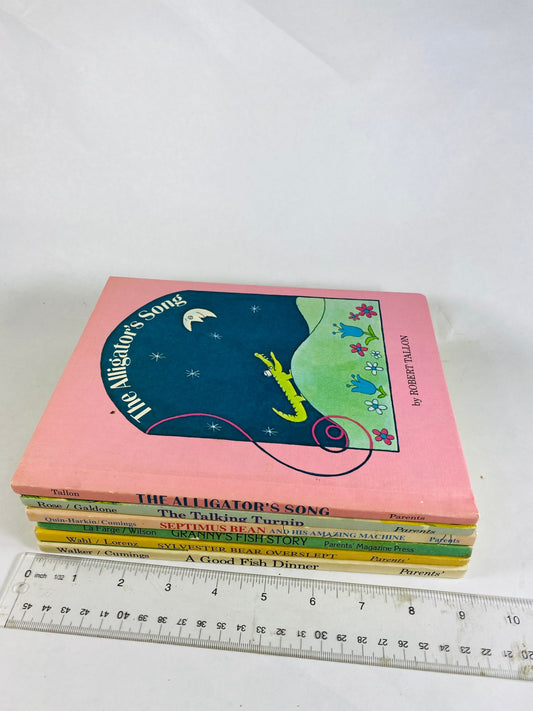 The Alligator's Song
by ROBERT TALLON
Tallon THE ALLIGATOR'S SONG Parents
Rose / Galdone The Talking Turnip Parents
Quin-Harkin/Cumings SEPTIMUS BEAN AND HIS AMAZING MACHINE Parents
La Farge/Wilson GRANNY'S FISH STORY Parents' Magazine Press
Wahl / Lorenz SYLVESTER BEAR OVERSLEPT Parents'
Walker / Cumings A Good Fish Dinner Parents'
0 inch 1/32 1 2 3 4 5 6 7 8 9 10